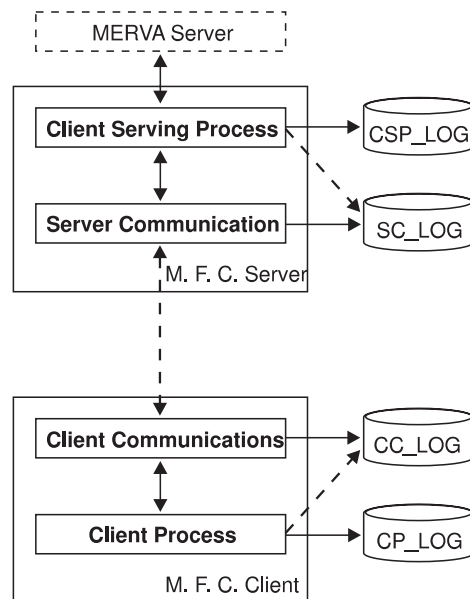 MERVA Server
Client Serving Process
CSP_LOG
Server Communication
SC_LOG
M. F. C. Server
Client Communications
CC_LOG
Client Process
CP_LOG
M. F. C. Client